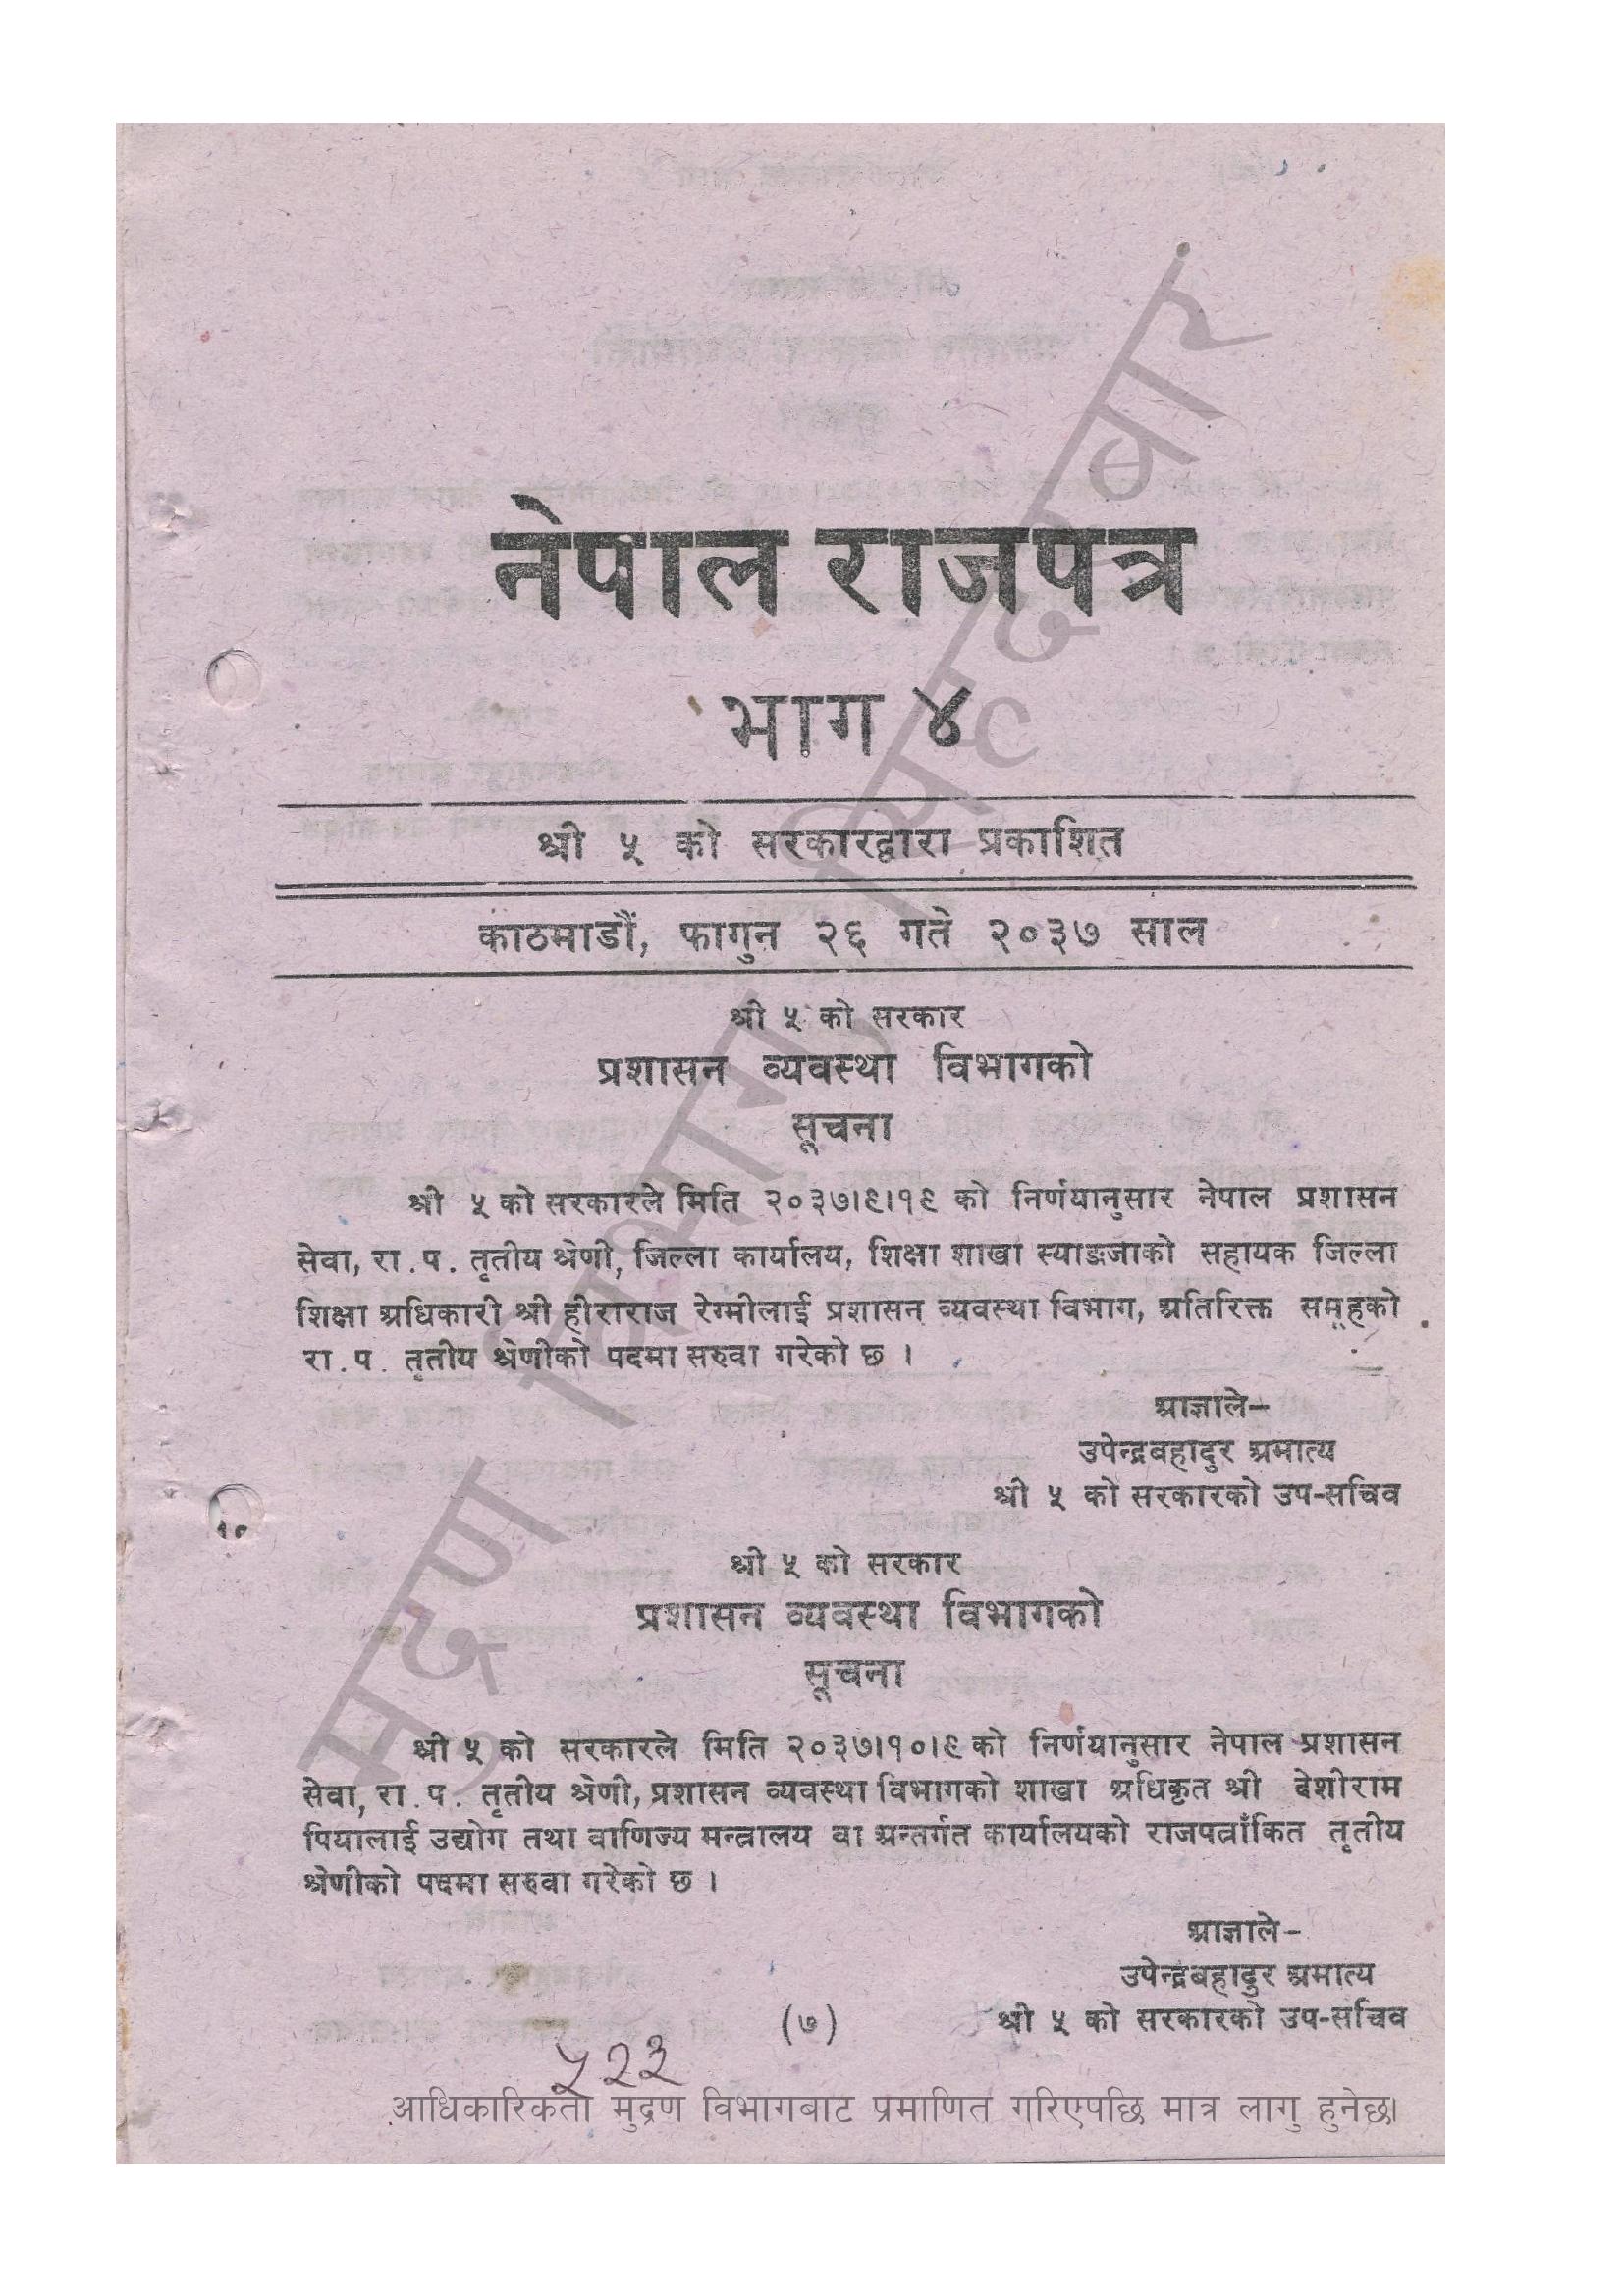 नेपाल राजपत्र
भाग ४
श्री ५ को सरकारद्वारा प्रकाशित
काठमाडौं, फागुन २६ गते २०३७ साल
श्री ५ को सरकार
प्रशासन व्यवस्था विभागको
सूचना
श्री ५ को सरकारले मिति २०३७।९।१९ को निर्णयानुसार नेपाल प्रशासन
सेवा, रा.प. तृतीय श्रेणी, जिल्ला कार्यालय, शिक्षा शाखा स्याङजाको सहायक जिल्ला
शिक्षा अधिकारी श्री हीराराज रेग्मीलाई प्रशासन व्यवस्था विभाग, अतिरिक्त समूहको
रा.प. तृतीय श्रेणीको पदमा सरुवा गरेको छ ।
आज्ञाले–
उपेन्द्रबहादुर अमात्य
श्री ५ को सरकारको उप-सचिव
श्री ५ को सरकार
प्रशासन व्यवस्था विभागको
सूचना
श्री ५ को सरकारले मिति २०३७।१०।९ को निर्णयानुसार नेपाल प्रशासन
सेवा, रा.प. तृतीय श्रेणी, प्रशासन व्यवस्था विभागको शाखा अधिकृत श्री देशीराम
पियालाई उद्योग तथा वाणिज्य मन्त्रालय वा अन्तर्गत कार्यालयको राजपत्राँकित तृतीय
श्रेणीको पदमा सरुवा गरेको छ ।
आज्ञाले–
उपेन्द्रबहादुर अमात्य
श्री ५ को सरकारको उप-सचिव
(७)
५२३
आधिकारिकता मुद्रण विभागबाट प्रमाणित गरिएपछि मात्र लागु हुनेछ।